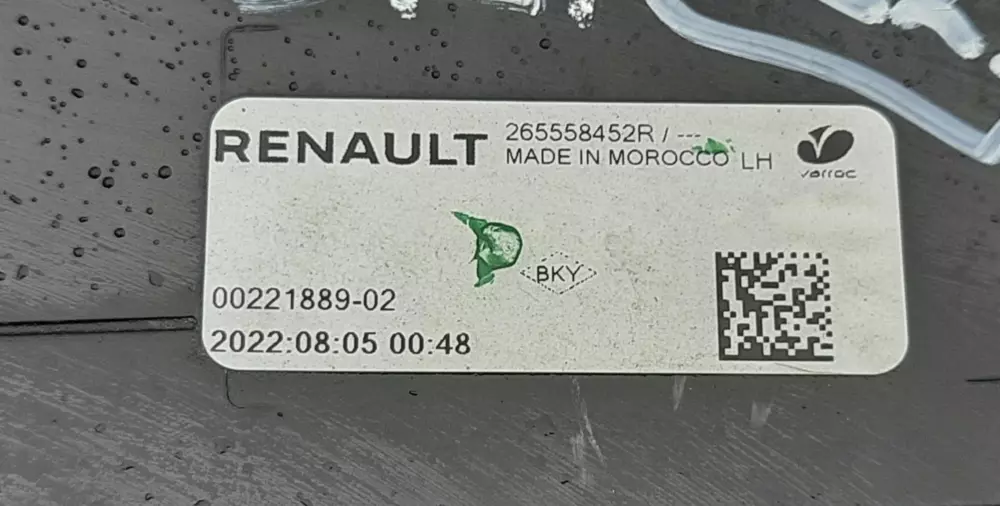 RENAULT
265558452R / ---
MADE IN MOROCCO LH
varroc
BKY
00221889-02
2022:08:05 00:48